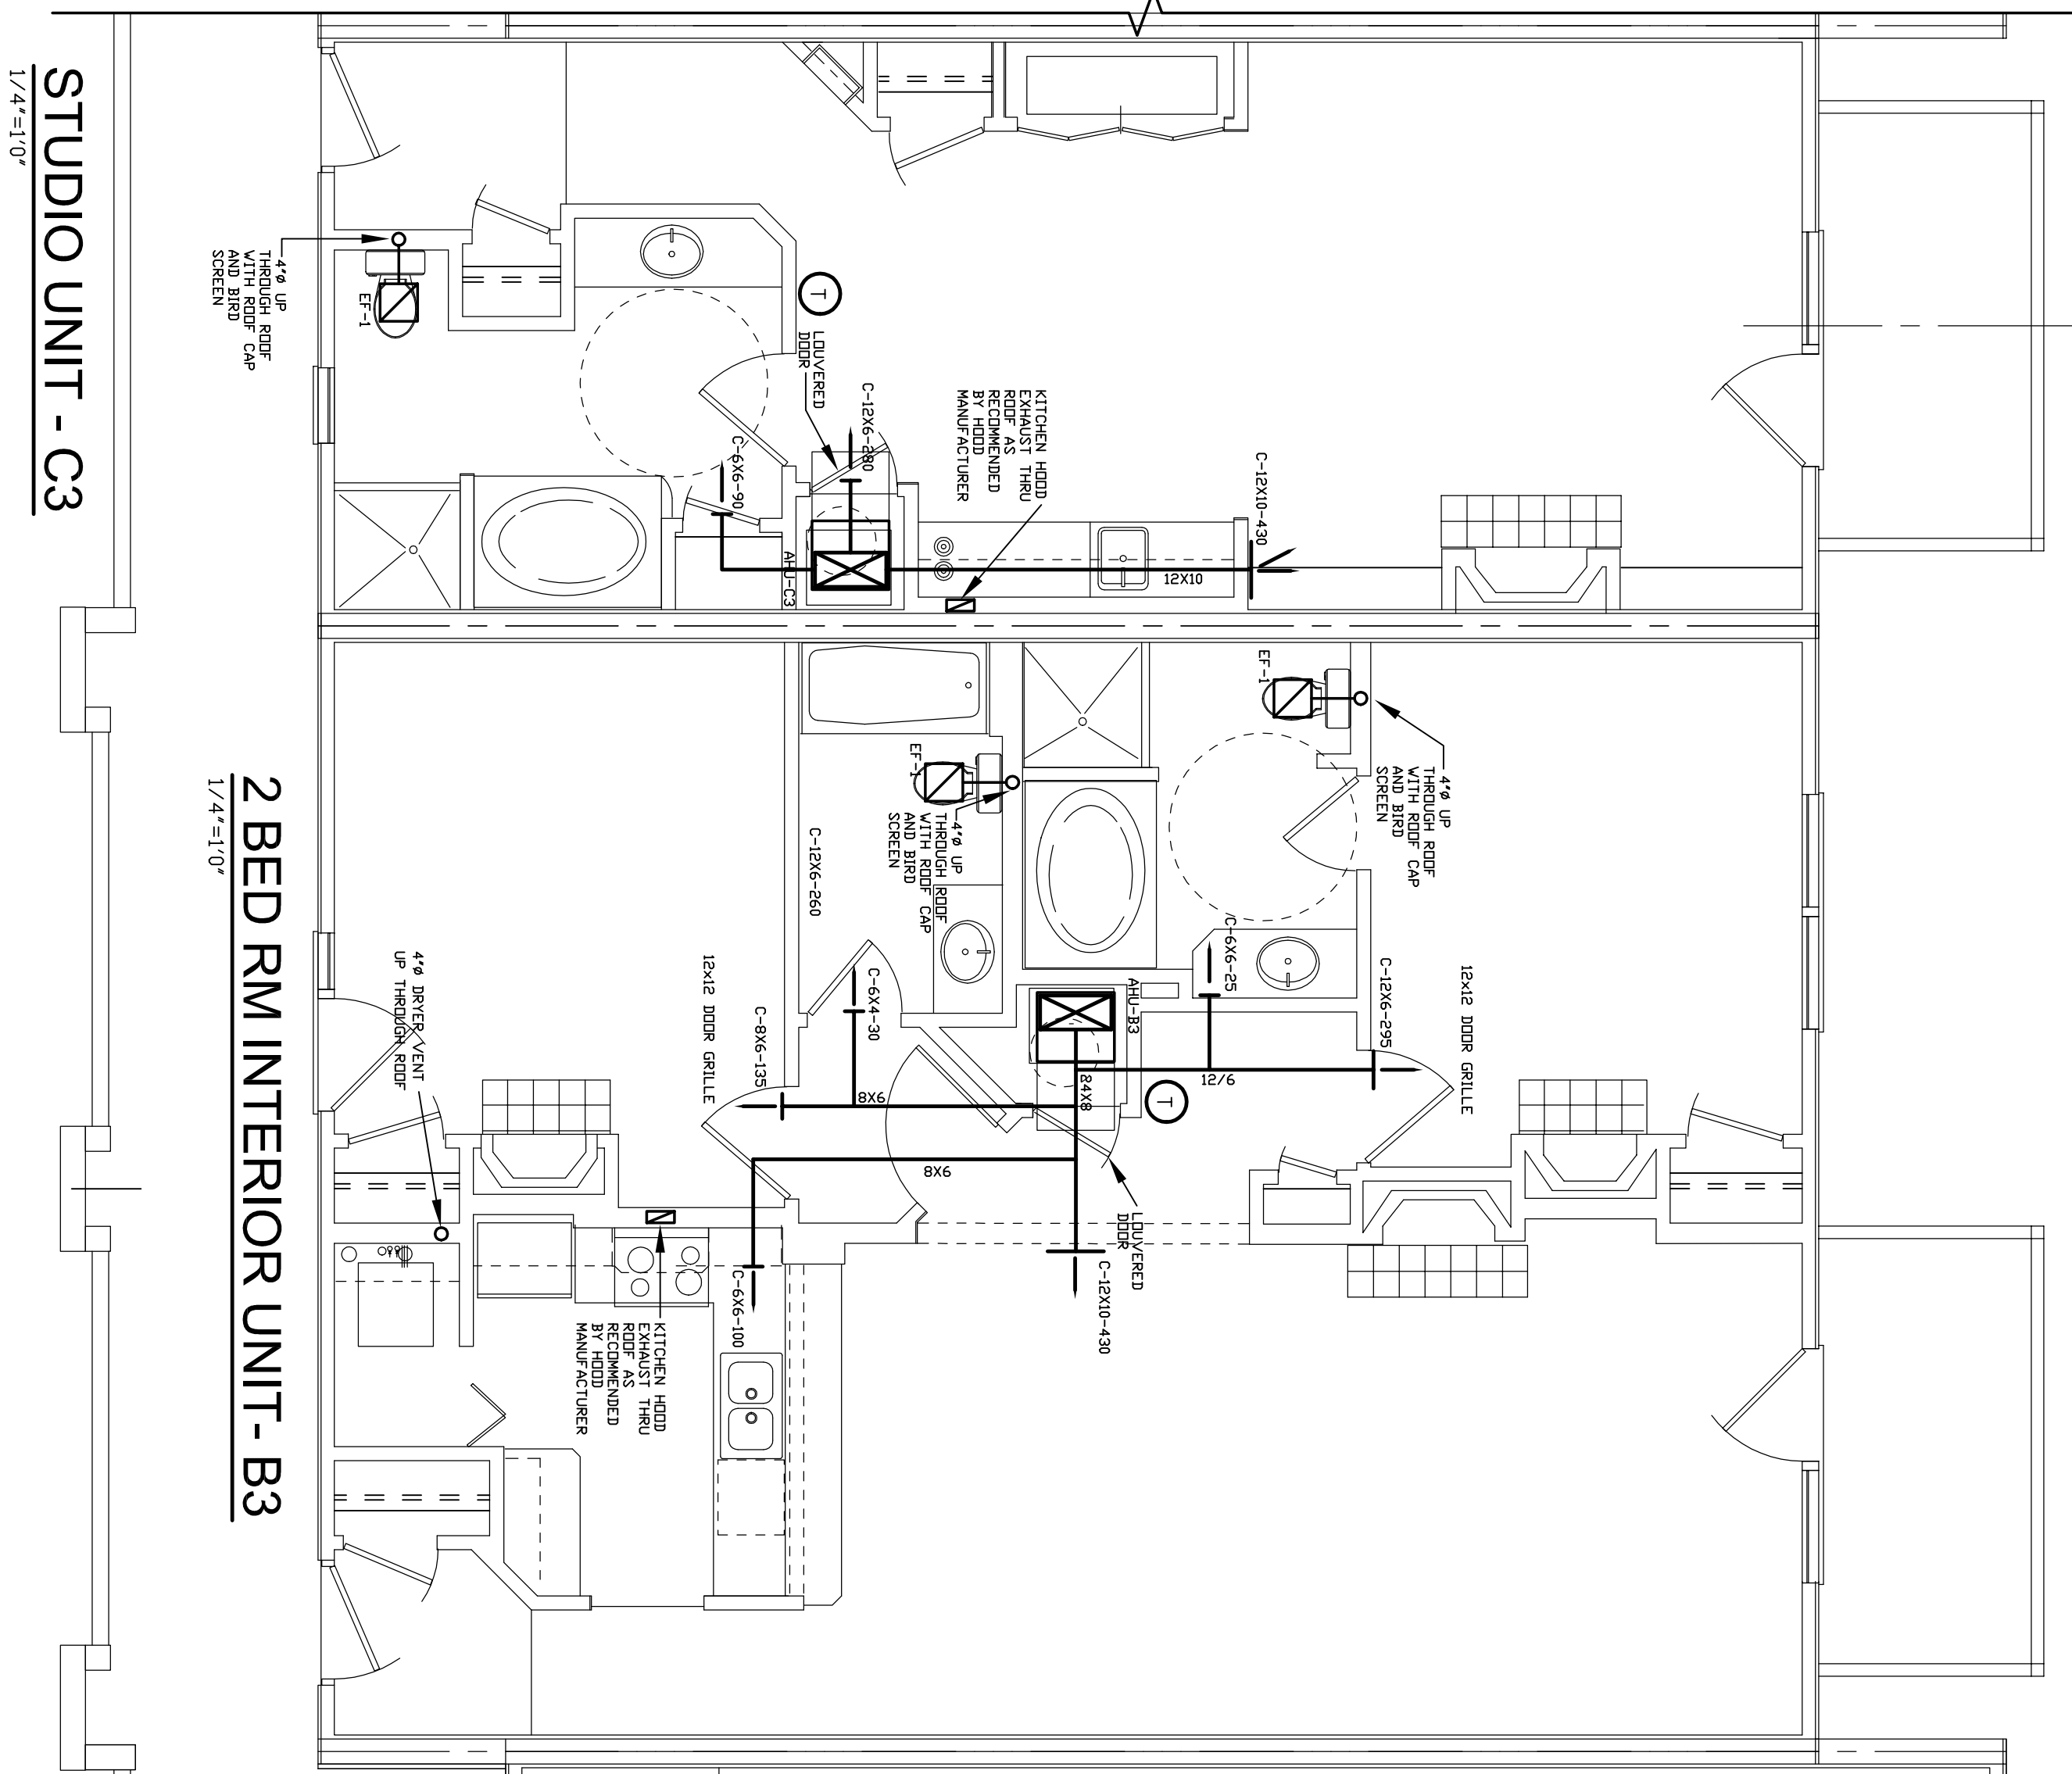 STUDIO UNIT - C3
1/4"=1'0"
4"Ø UP
THROUGH ROOF
WITH ROOF CAP
AND BIRD
SCREEN
EF-1
T
LOUVERED
DOOR
C-12X6-280
C-6X6-90
AHU-C3
KITCHEN HOOD
EXHAUST THRU
ROOF AS
RECOMMENDED
BY HOOD
MANUFACTURER
C-12X10-430
12X10
2 BED RM INTERIOR UNIT- B3
1/4"=1'0"
EF-1
4"Ø UP
THROUGH ROOF
WITH ROOF CAP
AND BIRD
SCREEN
EF-1
4"Ø UP
THROUGH ROOF
WITH ROOF CAP
AND BIRD
SCREEN
C-12X6-260
C-6X6-25
C-12X6-295
12x12 DOOR GRILLE
AHU-B3
C-6X4-30
12x12 DOOR GRILLE
C-8X6-135
8X6
24X8
12/6
T
8X6
4"Ø DRYER VENT
UP THROUGH ROOF
LOUVERED
DOOR
C-12X10-430
C-6X6-100
KITCHEN HOOD
EXHAUST THRU
ROOF AS
RECOMMENDED
BY HOOD
MANUFACTURER